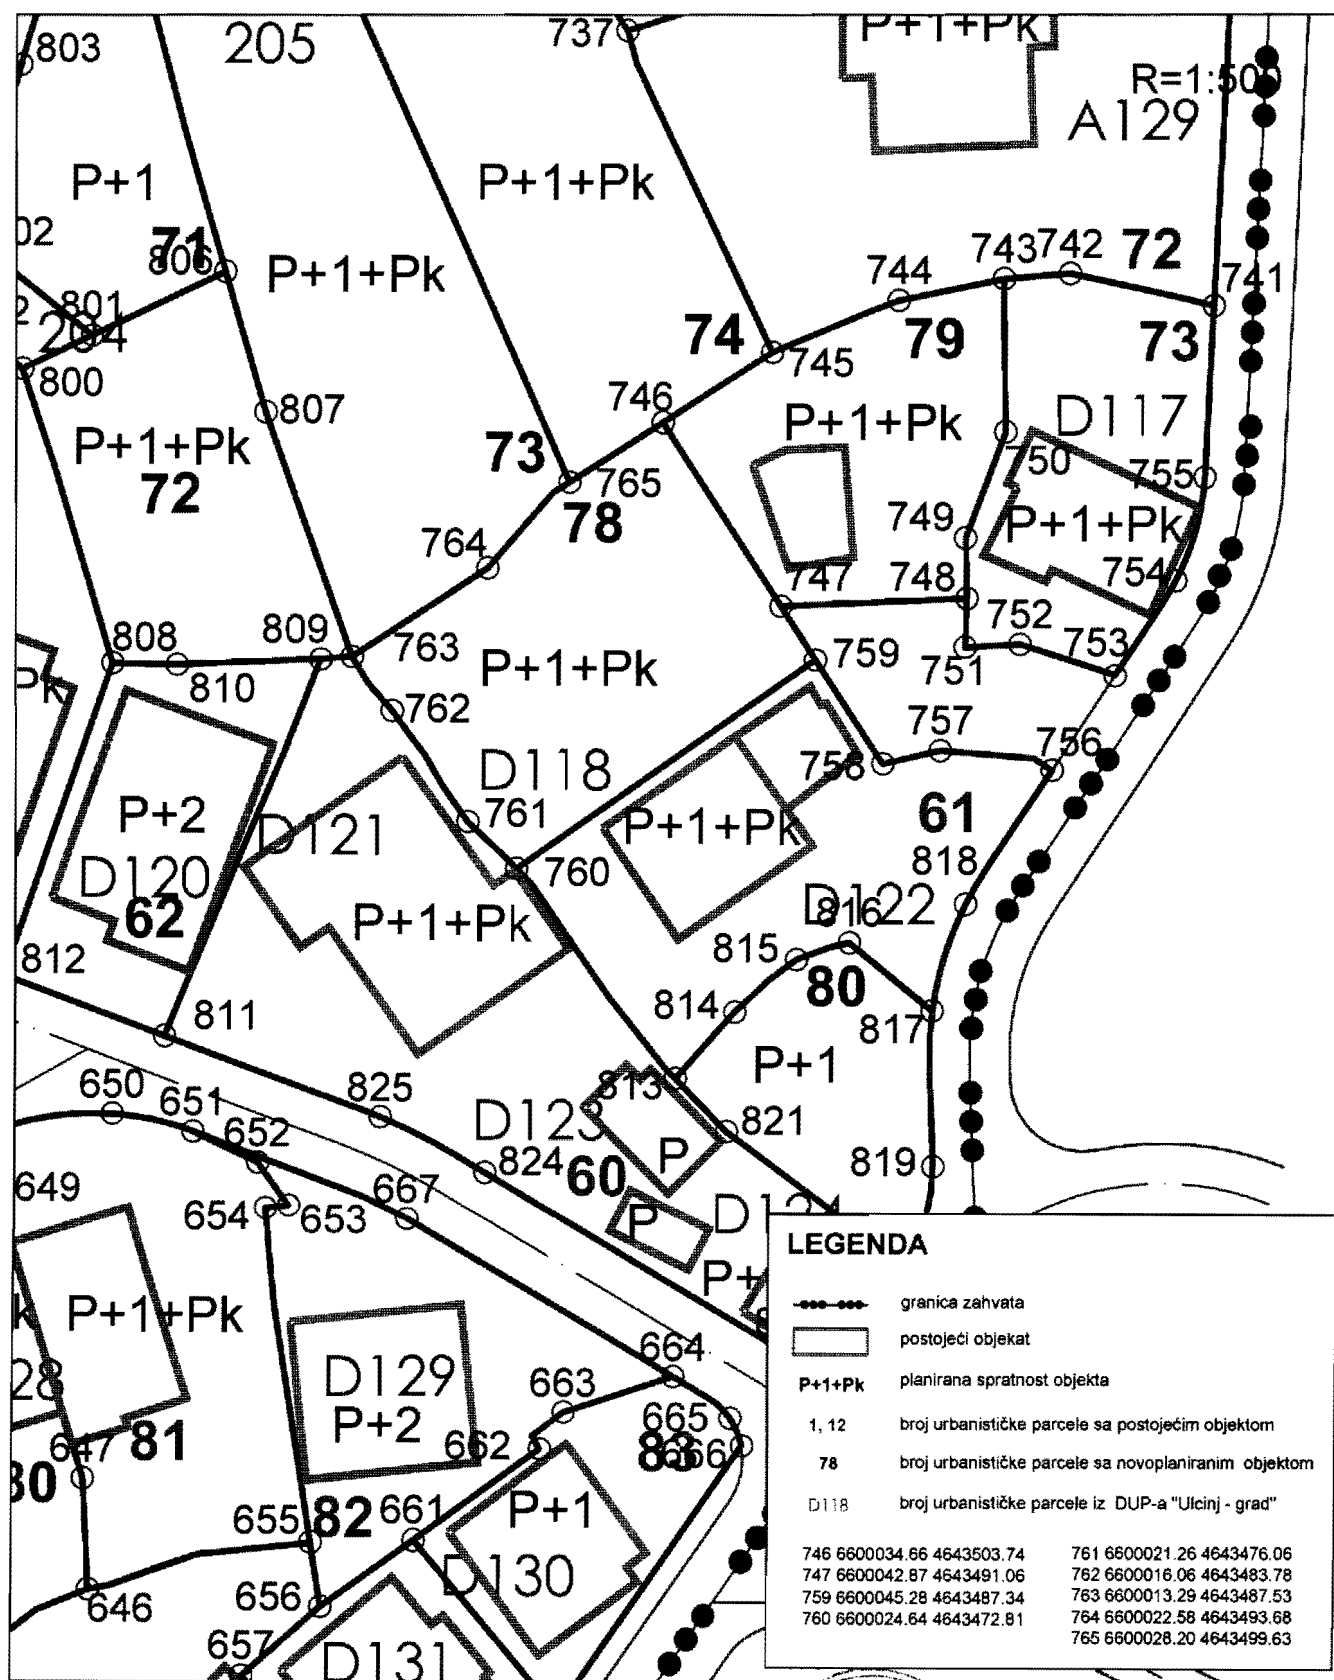 803
205
737
P+1+Pk
R=1:500
A129
P+1
P+1+Pk
02
71
806
P+1+Pk
743
742
72
744
741
801
204
74
79
73
745
800
807
746
P+1+Pk
D117
P+1+Pk
72
73
765
78
750
755
749
P+1+Pk
764
747
748
754
752
808
809
763
759
751
753
810
P+1+Pk
Pk
762
757
756
758
D118
P+2
D121
761
P+1+Pk
61
D120
760
818
62
P+1+Pk
D122
816
812
815
80
811
814
817
P+1
650
651
825
813
D123
821
652
P
819
824
60
649
667
654
653
P
D124
P+
LEGENDA
granica zahvata
postojeći objekat
P+1+Pk planirana spratnost objekta
1, 12 broj urbanističke parcele sa postojećim objektom
78 broj urbanističke parcele sa novoplaniranim objektom
D118 broj urbanističke parcele iz DUP-a "Ulcinj - grad"
746 6600034.66 4643503.74
747 6600042.87 4643491.06
759 6600045.28 4643487.34
760 6600024.64 4643472.81
761 6600021.26 4643476.06
762 6600016.06 4643483.78
763 6600013.29 4643487.53
764 6600022.58 4643493.68
765 6600028.20 4643499.63
P+1+Pk
k
664
28
D129
663
P+2
665
81
662
83
666
647
80
P+1
655
82
661
D130
646
656
657
D131